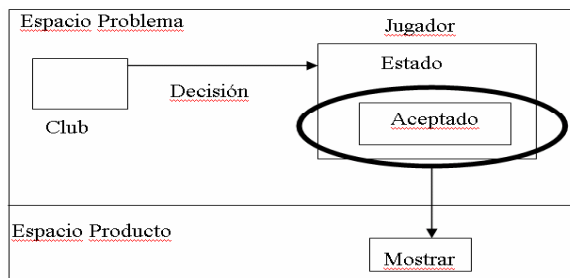 Espacio Problema
Jugador
Estado
Decisión
Aceptado
Club
Espacio Producto
Mostrar